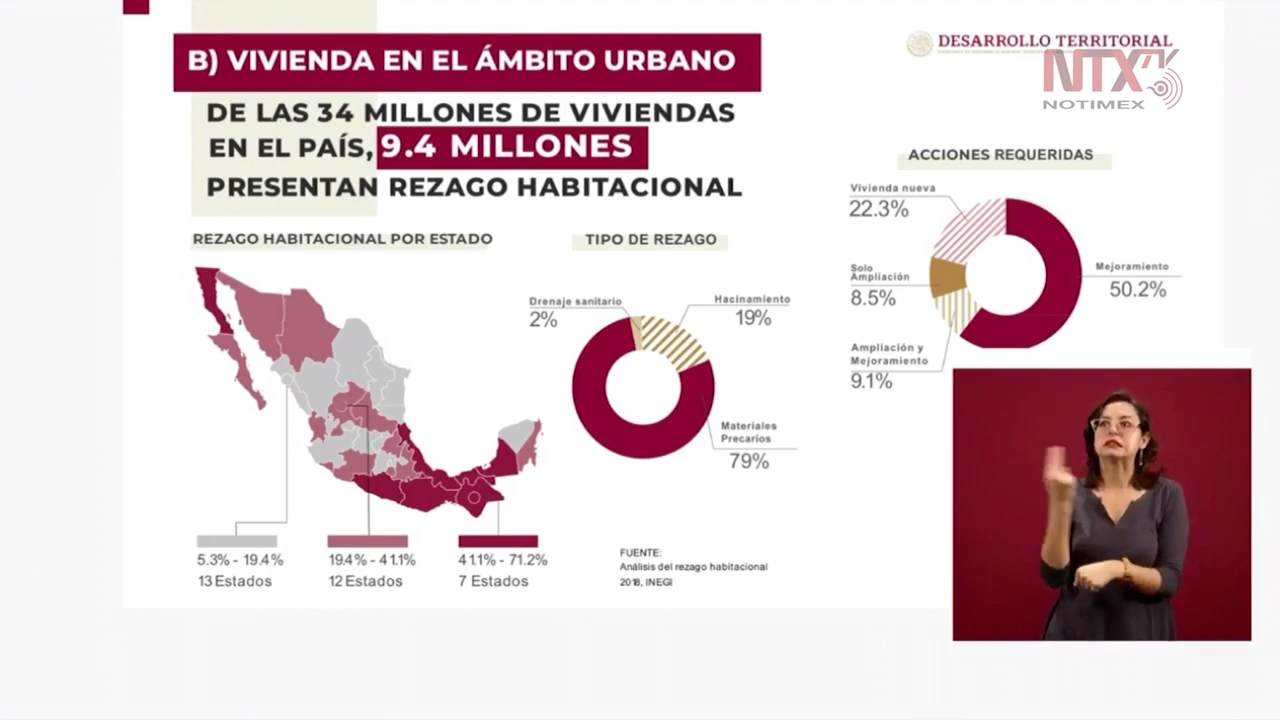 B) VIVIENDA EN EL ÁMBITO URBANO
DE LAS 34 MILLONES DE VIVIENDAS
EN EL PAÍS, 9.4 MILLONES
PRESENTAN REZAGO HABITACIONAL
DESARROLLO TERRITORIAL
NTX
NOTIMEX
REZAGO HABITACIONAL POR ESTADO
5.3% - 19.4%
13 Estados
19.4% - 41.1%
12 Estados
41.1% - 71.2%
7 Estados
TIPO DE REZAGO
Drenaje sanitario
2%
Hacinamiento
19%
Materiales
Precarios
79%
FUENTE:
Análisis del rezago habitacional
2018, INEGI
ACCIONES REQUERIDAS
Vivienda nueva
22.3%
Solo
Ampliación
8.5%
Ampliación y
Mejoramiento
9.1%
Mejoramiento
50.2%